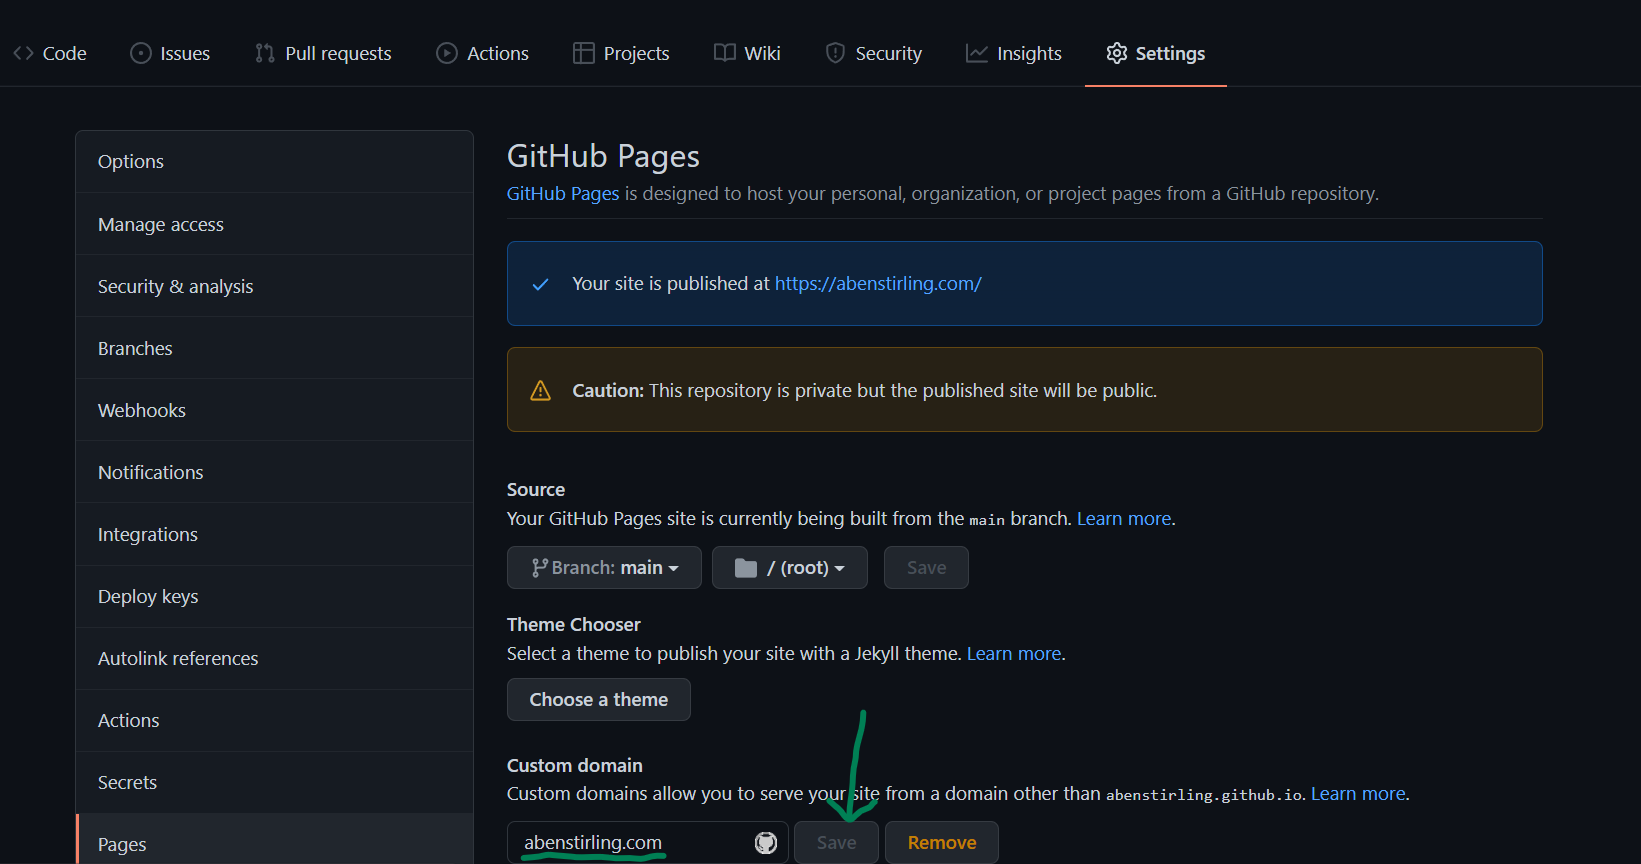 Code Issues Pull requests Actions Projects Wiki Security Insights Settings
Options
Manage access
Security & analysis
Branches
Webhooks
Notifications
Integrations
Deploy keys
Autolink references
Actions
Secrets
Pages
GitHub Pages
GitHub Pages is designed to host your personal, organization, or project pages from a GitHub repository.
Your site is published at https://abenstirling.com/
Caution: This repository is private but the published site will be public.
Source
Your GitHub Pages site is currently being built from the main branch. Learn more.
Branch: main / (root) Save
Theme Chooser
Select a theme to publish your site with a Jekyll theme. Learn more.
Choose a theme
Custom domain
Custom domains allow you to serve your site from a domain other than abenstirling.github.io. Learn more.
abenstirling.com Save Remove